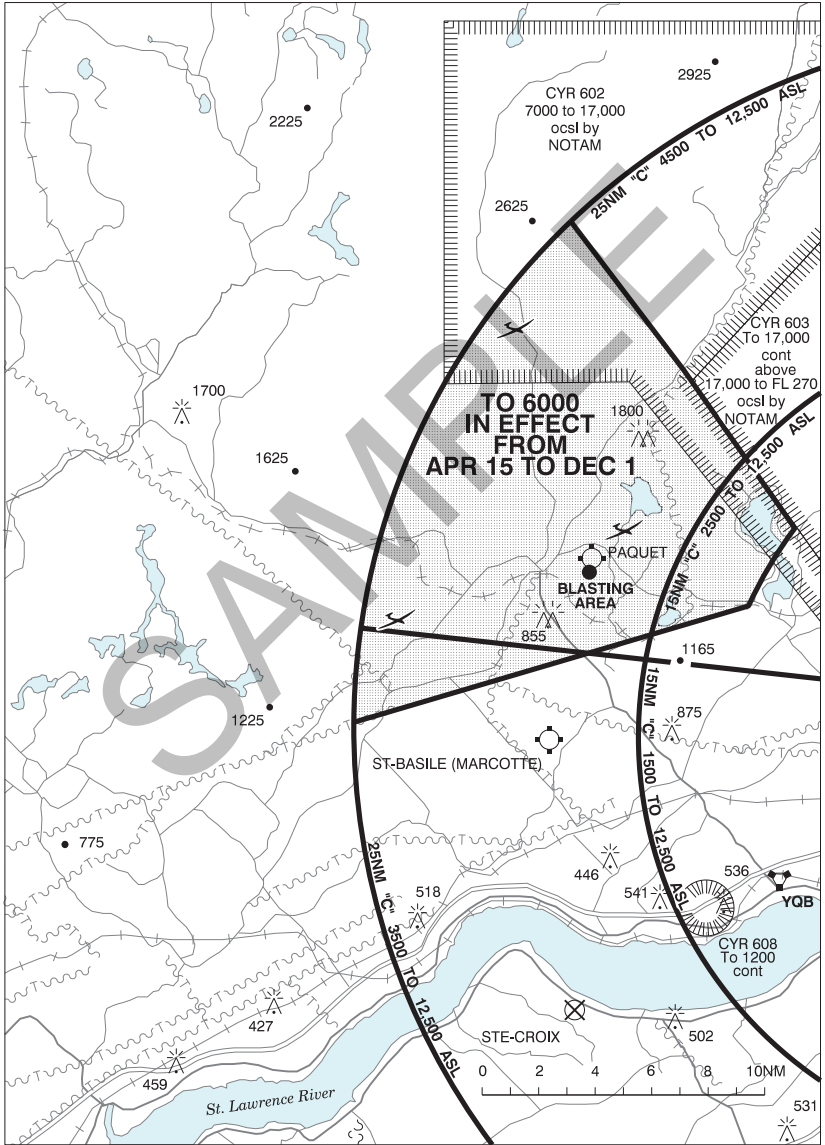 2925
CYR 602
7000 to 17,000
ocsl by
NOTAM
2225
25NM "C" 4500 TO 12,500 ASL
2625
SAMPLE
CYR 603
To 17,000
cont
above
17,000 to FL 270
ocsl by
NOTAM
1700
TO 6000
IN EFFECT
FROM
APR 15 TO DEC 1
1800
1625
15NM "C" 2500 TO 12,500 ASL
PAQUET
BLASTING
AREA
855
1165
1225
875
15NM "C" 1500 TO 12,500 ASL
ST-BASILE (MARCOTTE)
775
25NM "C" 3500 TO 12,500 ASL
446
518
541
536
YQB
CYR 608
To 1200
cont
427
STE-CROIX
502
459
0 2 4 6 8 10NM
St. Lawrence River
531